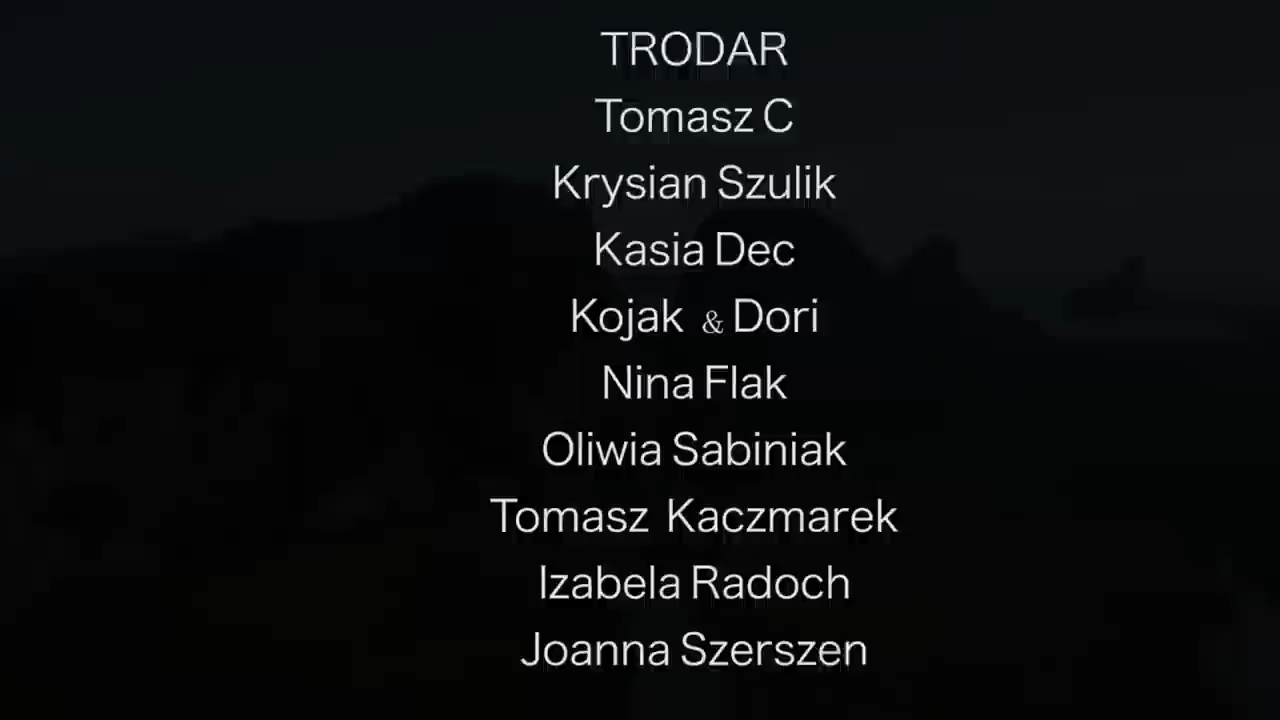 TRODAR
Tomasz C
Krysian Szulik
Kasia Dec
Kojak & Dori
Nina Flak
Oliwia Sabiniak
Tomasz Kaczmarek
Izabela Radoch
Joanna Szerszen